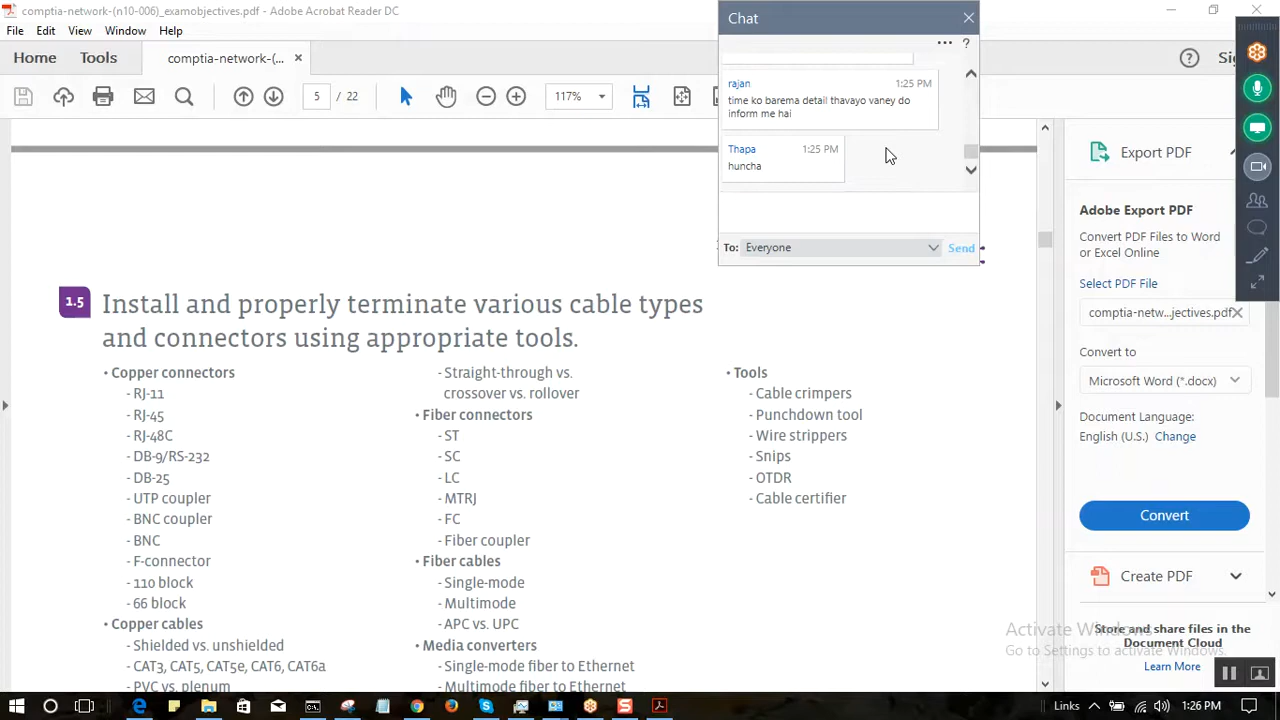 comptia-network-(n10-006)_examobjectives.pdf - Adobe Acrobat Reader DC
File Edit View Window Help
Home Tools comptia-network-(... ×
5 / 22 117%
Chat
... ?
rajan 1:25 PM
time ko barema detail thavayo vaney do
inform me hai
Thapa 1:25 PM
huncha
To: Everyone Send
1.5 Install and properly terminate various cable types
and connectors using appropriate tools.
• Copper connectors
- RJ-11
- RJ-45
- RJ-48C
- DB-9/RS-232
- DB-25
- UTP coupler
- BNC coupler
- BNC
- F-connector
- 110 block
- 66 block
• Copper cables
- Shielded vs. unshielded
- CAT3, CAT5, CAT5e, CAT6, CAT6a
- PVC vs. plenum
- Straight-through vs.
crossover vs. rollover
• Fiber connectors
- ST
- SC
- LC
- MTRJ
- FC
- Fiber coupler
• Fiber cables
- Single-mode
- Multimode
- APC vs. UPC
• Media converters
- Single-mode fiber to Ethernet
- Multimode fiber to Ethernet
• Tools
- Cable crimpers
- Punchdown tool
- Wire strippers
- Snips
- OTDR
- Cable certifier
Export PDF
Adobe Export PDF
Convert PDF Files to Word
or Excel Online
Select PDF File
comptia-netw...jectives.pdf
Convert to
Microsoft Word (*.docx)
Document Language:
English (U.S.) Change
Convert
Create PDF
Activate Windows
Go to Settings to activate Windows.
Store and share files in the
Document Cloud
Learn More
Links 1:26 PM